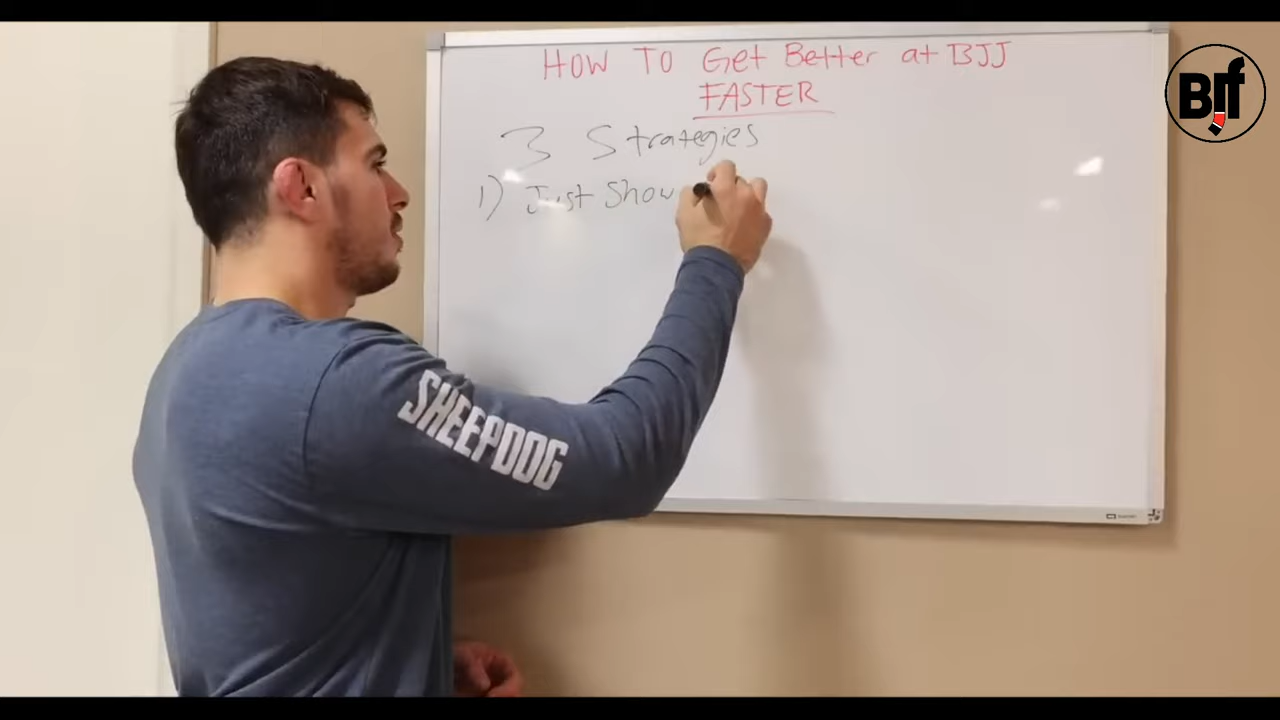 HOW TO Get Better at BJJ
FASTER
3 Strategies
1) Just Show
SHEEPDOG
BJJf